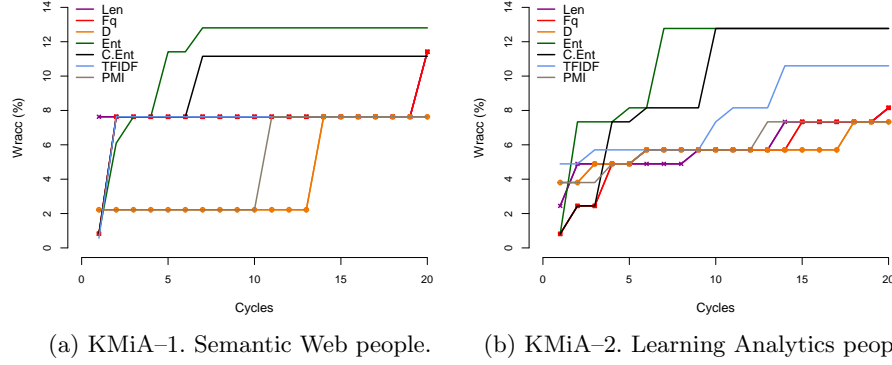 Len
Fq
D
Ent
C.Ent
TFIDF
PMI
14
12
10
8
6
4
2
0
Wracc (%)
0 5 10 15 20
Cycles
(a) KMiA–1. Semantic Web people.
Len
Fq
D
Ent
C.Ent
TFIDF
PMI
14
12
10
8
6
4
2
0
Wracc (%)
0 5 10 15 20
Cycles
(b) KMiA–2. Learning Analytics peop